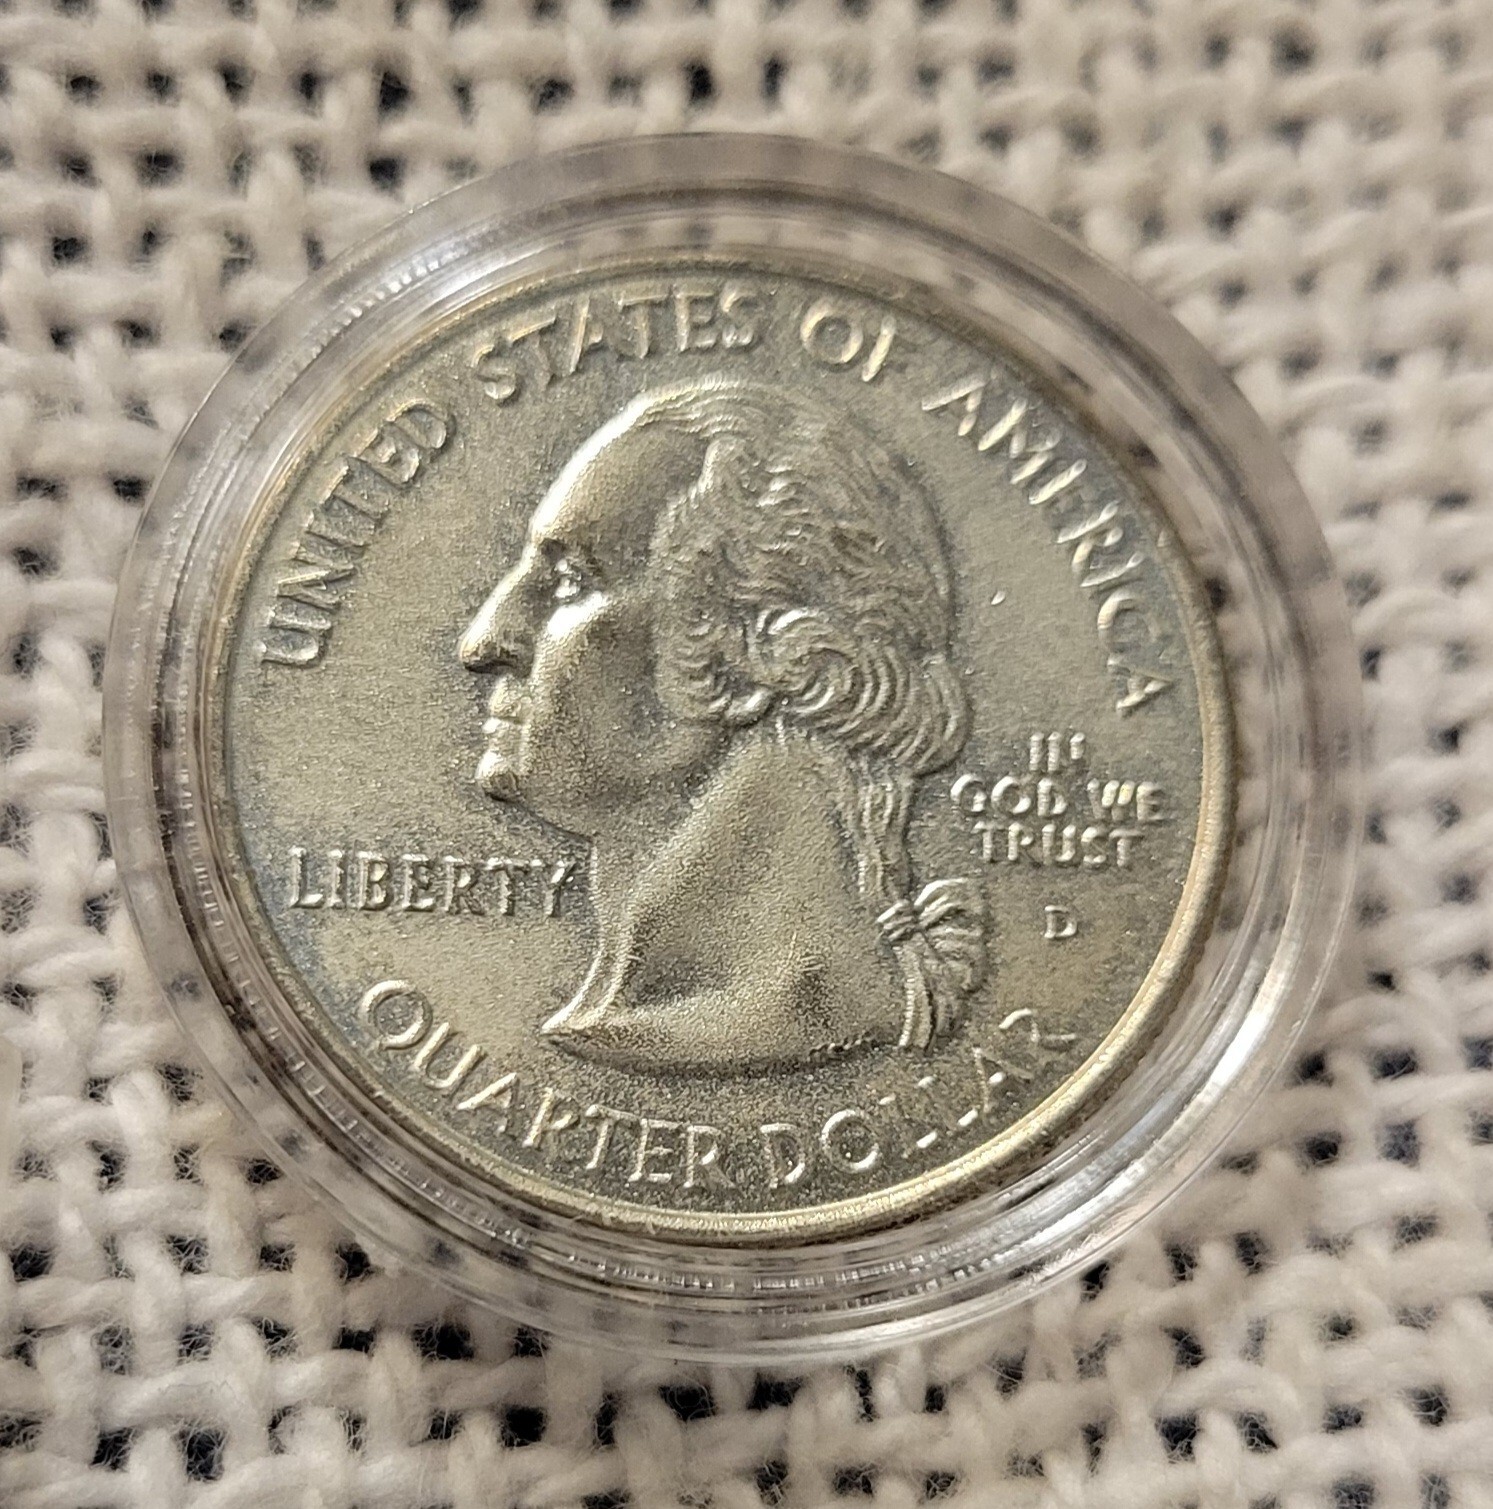 UNITED STATES OF AMERICA
LIBERTY
IN
GOD WE
TRUST
D
QUARTER DOLLAR